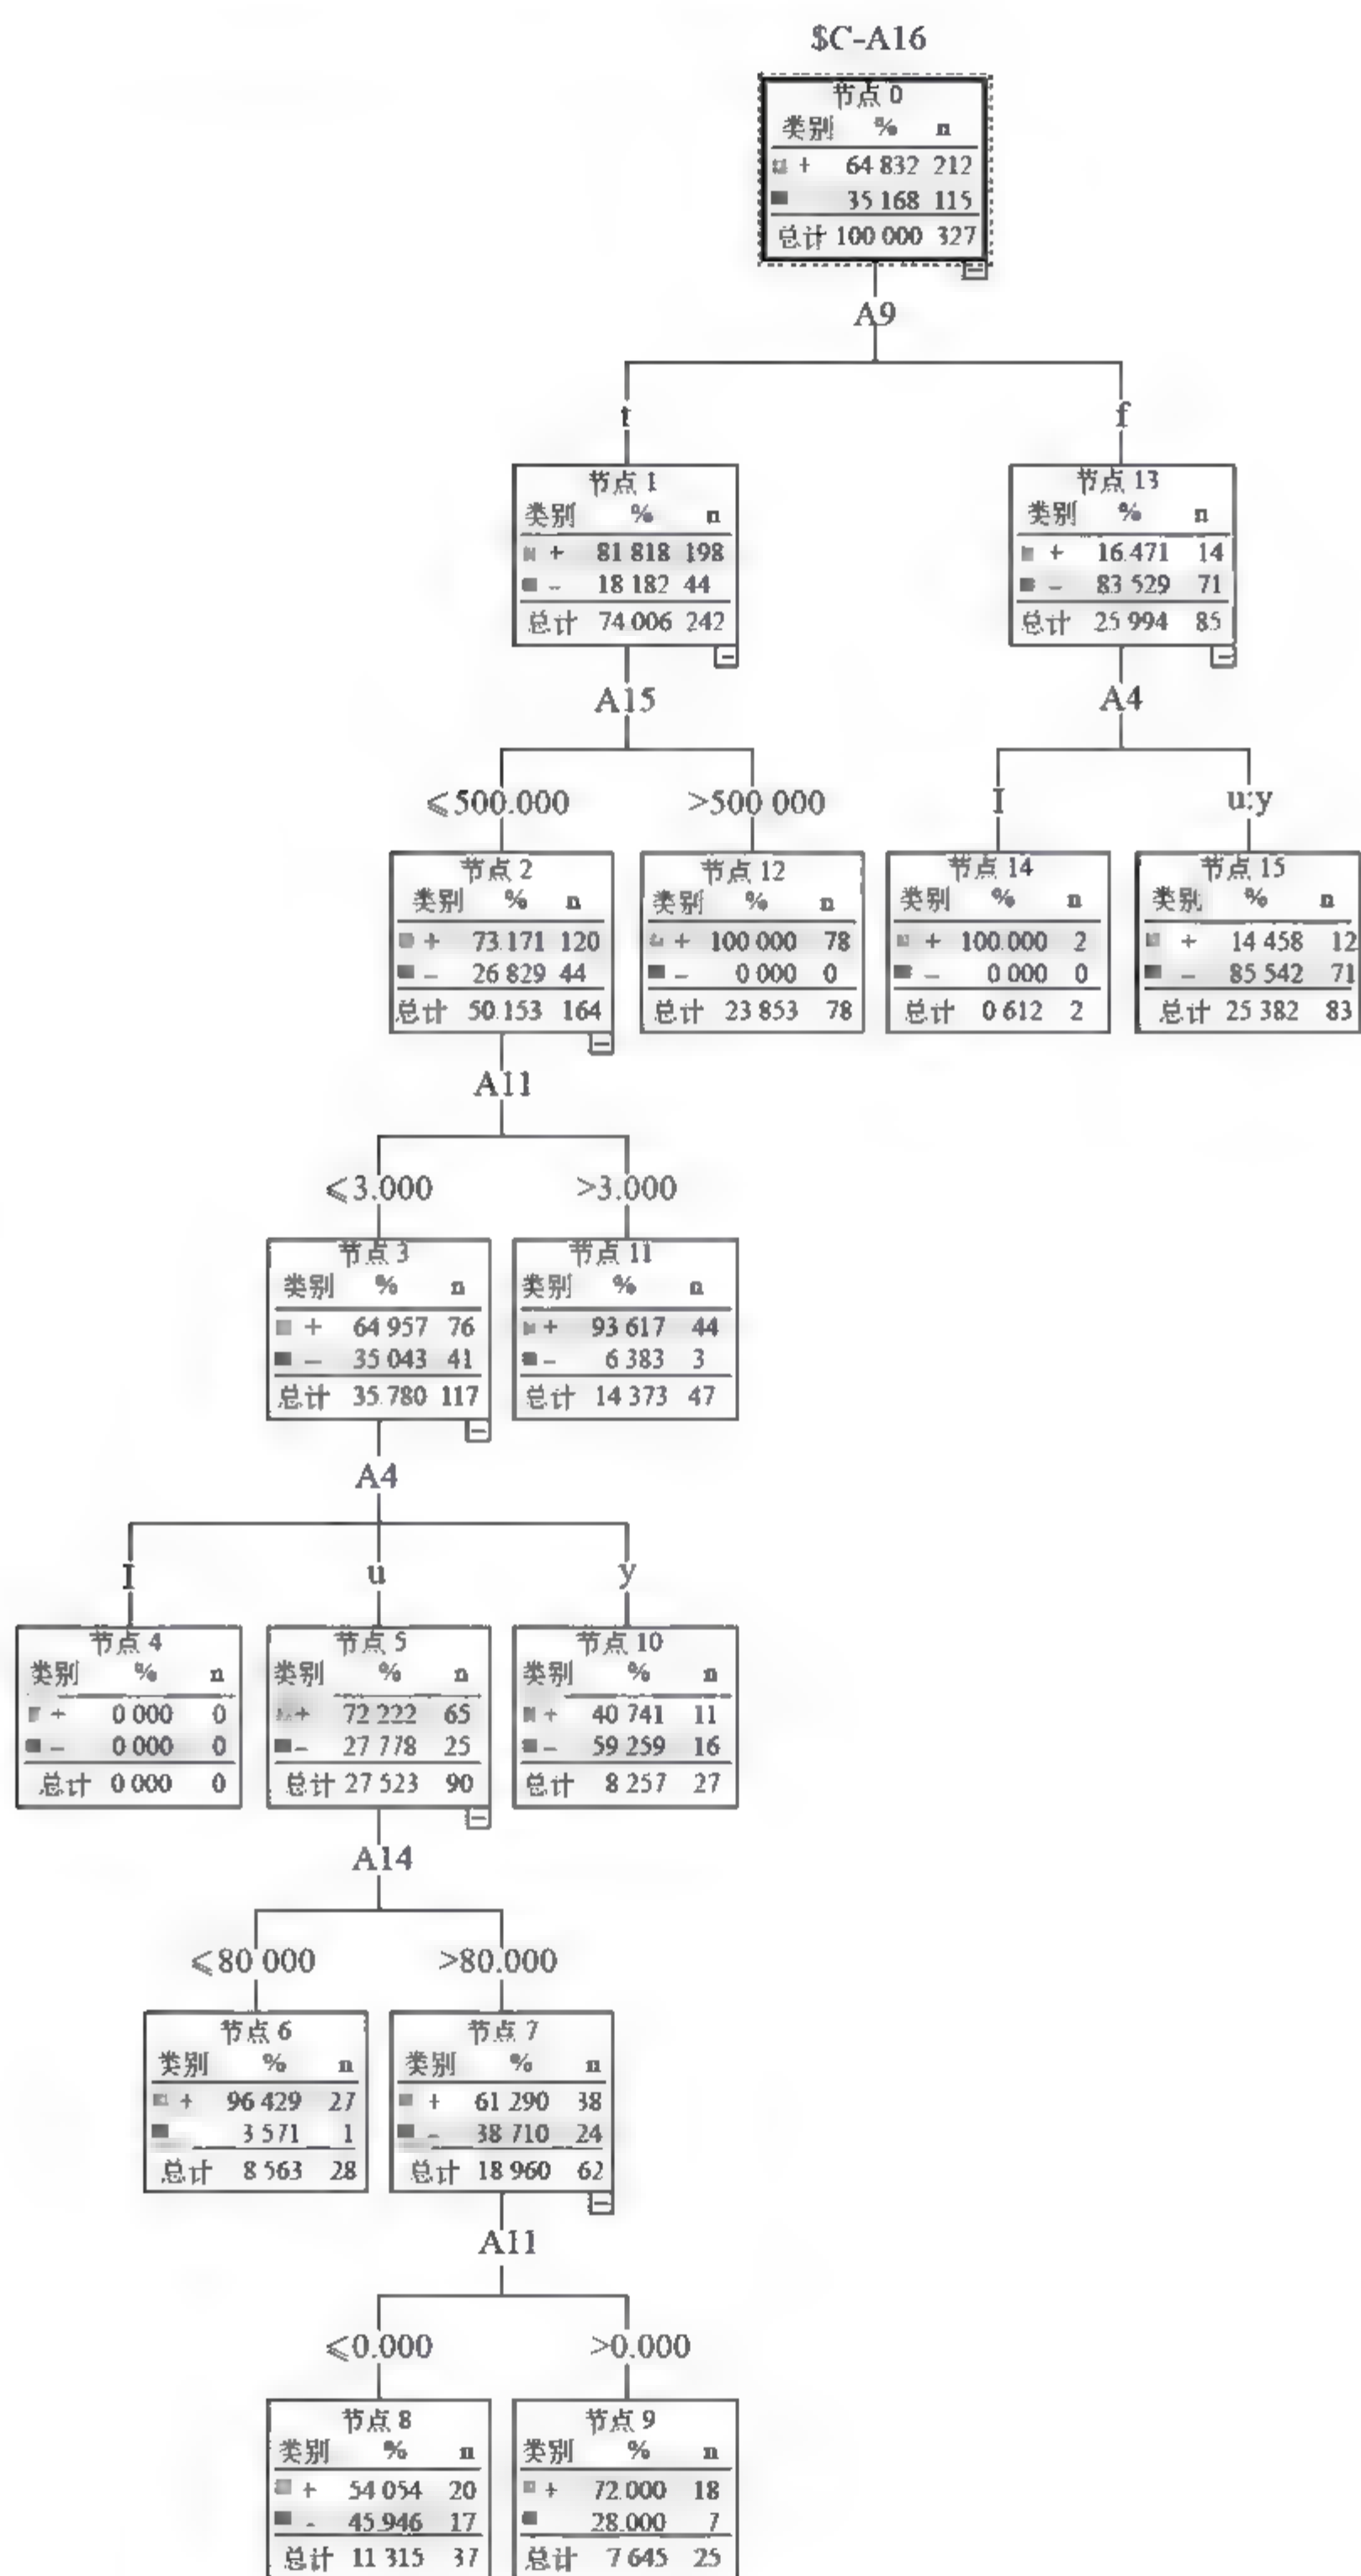 $C-A16
节点 0
类别 % n
+ 64 832 212
35 168 115
总计 100 000 327
A9
t f
节点 1
类别 % n
+ 81 818 198
- 18 182 44
总计 74 006 242
节点 13
类别 % n
+ 16.471 14
- 83 529 71
总计 25 994 85
A15
A4
≤500.000 >500 000
I u;y
节点 2
类别 % n
+ 73.171 120
- 26 829 44
总计 50.153 164
节点 12
类别 % n
+ 100 000 78
- 0 000 0
总计 23 853 78
节点 14
类别 % n
+ 100.000 2
- 0 000 0
总计 0 612 2
节点 15
类别 % n
+ 14 458 12
- 85 542 71
总计 25 382 83
A11
≤3.000 >3.000
节点 3
类别 % n
+ 64 957 76
- 35 043 41
总计 35.780 117
节点 11
类别 % n
+ 93 617 44
- 6 383 3
总计 14 373 47
A4
I u y
节点 4
类别 % n
+ 0 000 0
- 0 000 0
总计 0 000 0
节点 5
类别 % n
+ 72 222 65
- 27 778 25
总计 27 523 90
节点 10
类别 % n
+ 40 741 11
- 59 259 16
总计 8 257 27
A14
≤80 000 >80.000
节点 6
类别 % n
+ 96 429 27
3 571 1
总计 8 563 28
节点 7
类别 % n
+ 61 290 38
- 38 710 24
总计 18 960 62
A11
≤0.000 >0.000
节点 8
类别 % n
+ 54 054 20
- 45.946 17
总计 11 315 37
节点 9
类别 % n
+ 72.000 18
28.000 7
总计 7 645 25